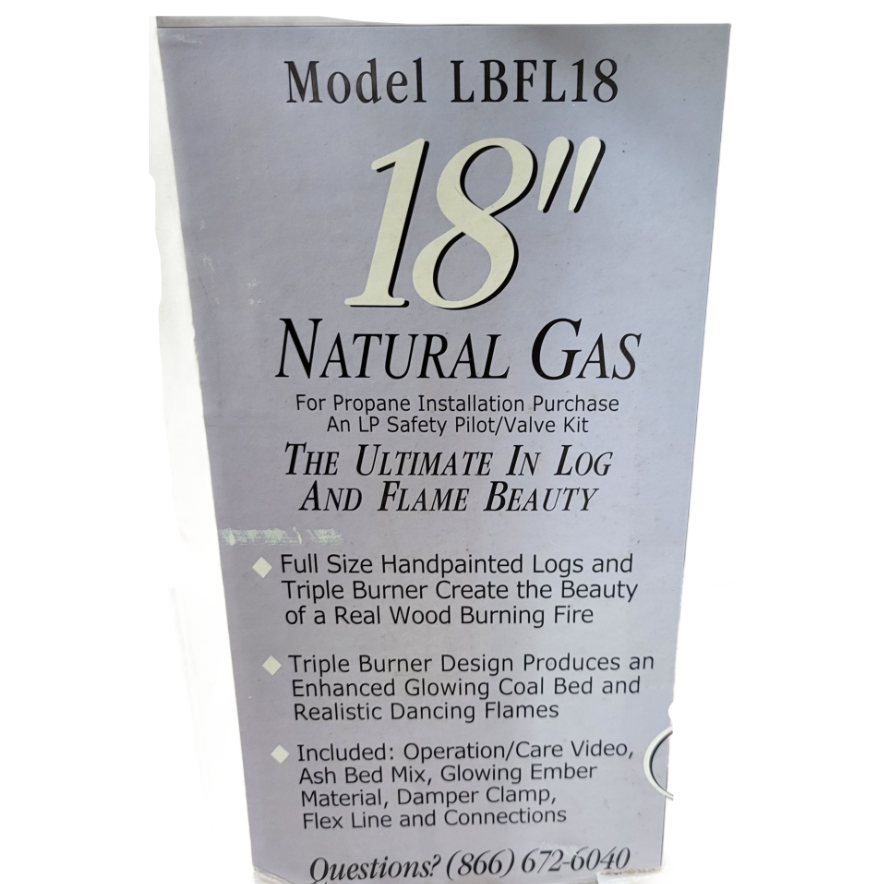 Model LBFL18
18"
NATURAL GAS
For Propane Installation Purchase
An LP Safety Pilot/Valve Kit
THE ULTIMATE IN LOG
AND FLAME BEAUTY
Full Size Handpainted Logs and
Triple Burner Create the Beauty
of a Real Wood Burning Fire
Triple Burner Design Produces an
Enhanced Glowing Coal Bed and
Realistic Dancing Flames
Included: Operation/Care Video,
Ash Bed Mix, Glowing Ember
Material, Damper Clamp,
Flex Line and Connections
Questions? (866) 672-6040